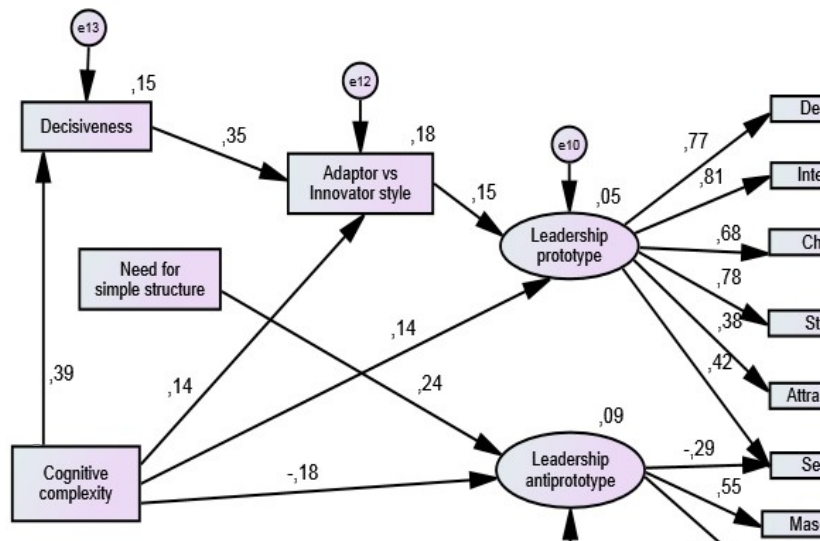 e13
,15
Decisiveness
e12
,35
,18
Adaptor vs
Innovator style
e10
,15
,05
Leadership
prototype
,77
De
,81
Inte
,68
Ch
,78
St
,38
Attra
,42
Se
Need for
simple structure
,14
,24
,39
,14
Cognitive
complexity
-,18
,09
Leadership
antiprototype
-,29
,55
Mas